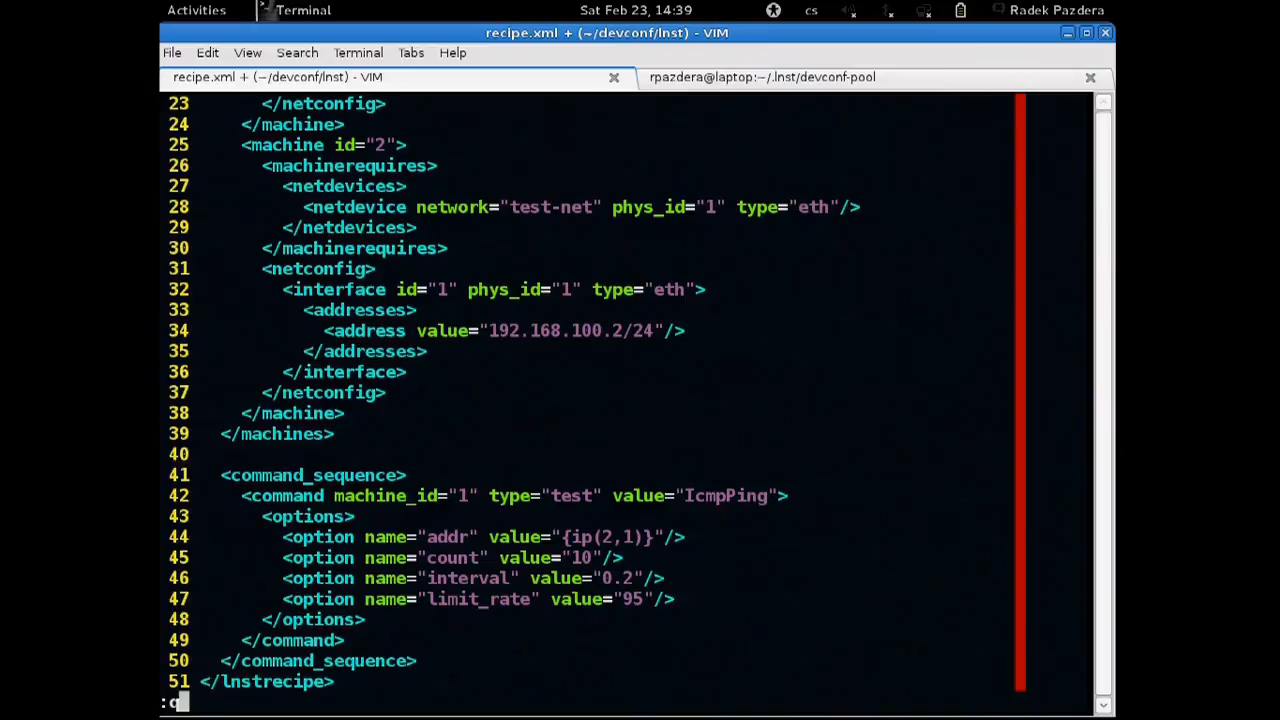 Activities Terminal Sat Feb 23, 14:39 cs Radek Pazdera
recipe.xml + (~/devconf/lnst) - VIM
File Edit View Search Terminal Tabs Help
recipe.xml + (~/devconf/lnst) - VIM rpazdera@laptop:~/.lnst/devconf-pool
23 </netconfig>
24 </machine>
25 <machine id="2">
26 <machinerequires>
27 <netdevices>
28 <netdevice network="test-net" phys_id="1" type="eth"/>
29 </netdevices>
30 </machinerequires>
31 <netconfig>
32 <interface id="1" phys_id="1" type="eth">
33 <addresses>
34 <address value="192.168.100.2/24"/>
35 </addresses>
36 </interface>
37 </netconfig>
38 </machine>
39 </machines>
40
41 <command_sequence>
42 <command machine_id="1" type="test" value="IcmpPing">
43 <options>
44 <option name="addr" value="{ip(2,1)}"/>
45 <option name="count" value="10"/>
46 <option name="interval" value="0.2"/>
47 <option name="limit_rate" value="95"/>
48 </options>
49 </command>
50 </command_sequence>
51 </lnstrecipe>
:q